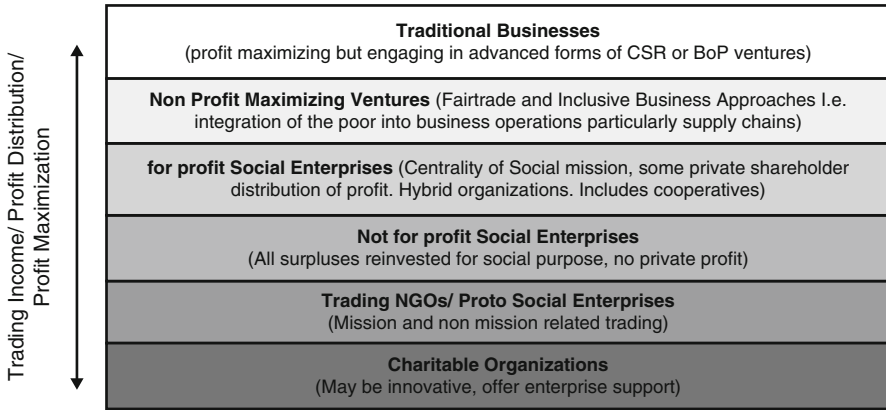 Trading Income/ Profit Distribution/
Profit Maximization
Traditional Businesses
(profit maximizing but engaging in advanced forms of CSR or BoP ventures)
Non Profit Maximizing Ventures (Fairtrade and Inclusive Business Approaches I.e.
integration of the poor into business operations particularly supply chains)
for profit Social Enterprises (Centrality of Social mission, some private shareholder
distribution of profit. Hybrid organizations. Includes cooperatives)
Not for profit Social Enterprises
(All surpluses reinvested for social purpose, no private profit)
Trading NGOs/ Proto Social Enterprises
(Mission and non mission related trading)
Charitable Organizations
(May be innovative, offer enterprise support)